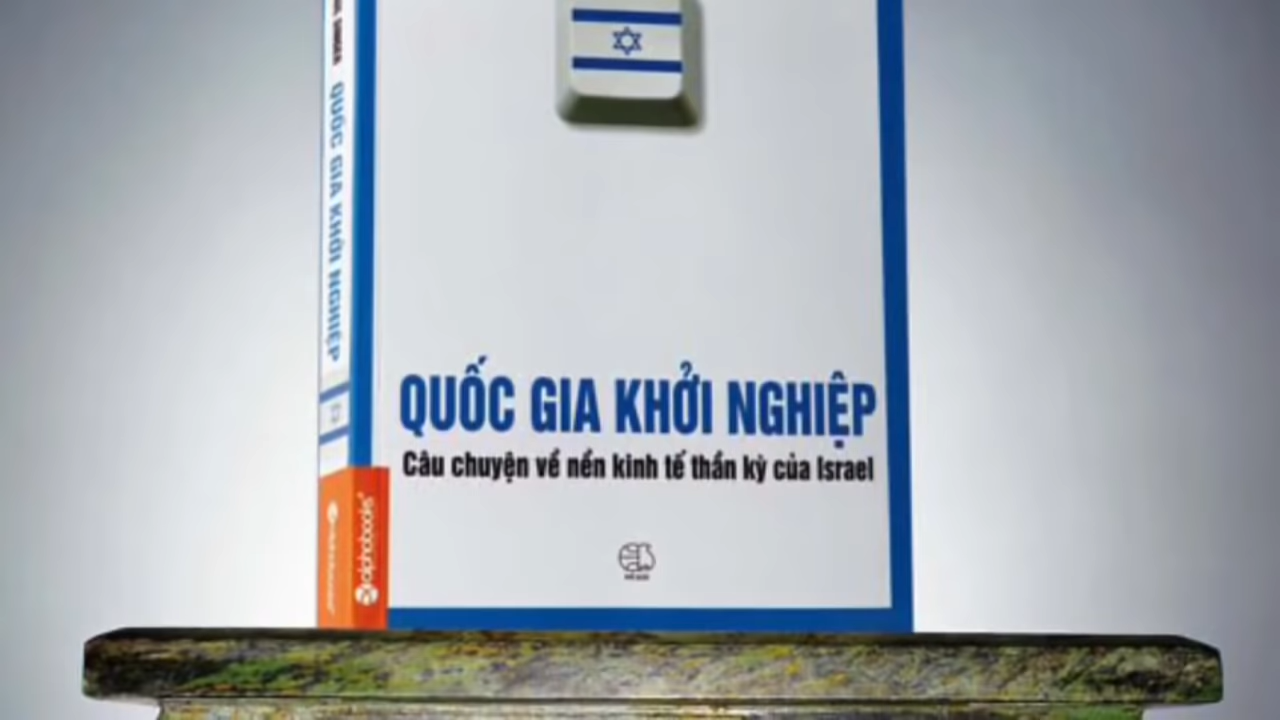 QUỐC GIA KHỞI NGHIỆP
QUỐC GIA KHỞI NGHIỆP
Câu chuyện về nền kinh tế thần kỳ của Israel
alphabooks